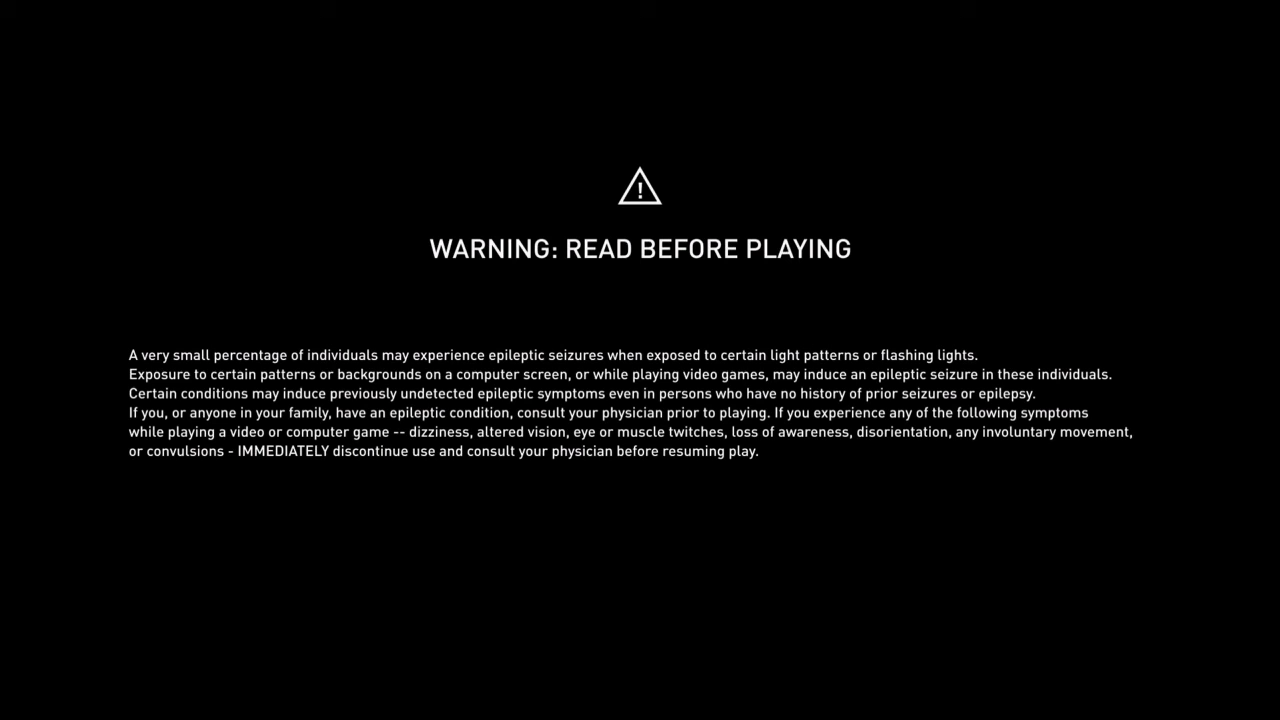 WARNING: READ BEFORE PLAYING
A very small percentage of individuals may experience epileptic seizures when exposed to certain light patterns or flashing lights.
Exposure to certain patterns or backgrounds on a computer screen, or while playing video games, may induce an epileptic seizure in these individuals.
Certain conditions may induce previously undetected epileptic symptoms even in persons who have no history of prior seizures or epilepsy.
If you, or anyone in your family, have an epileptic condition, consult your physician prior to playing. If you experience any of the following symptoms
while playing a video or computer game -- dizziness, altered vision, eye or muscle twitches, loss of awareness, disorientation, any involuntary movement,
or convulsions - IMMEDIATELY discontinue use and consult your physician before resuming play.